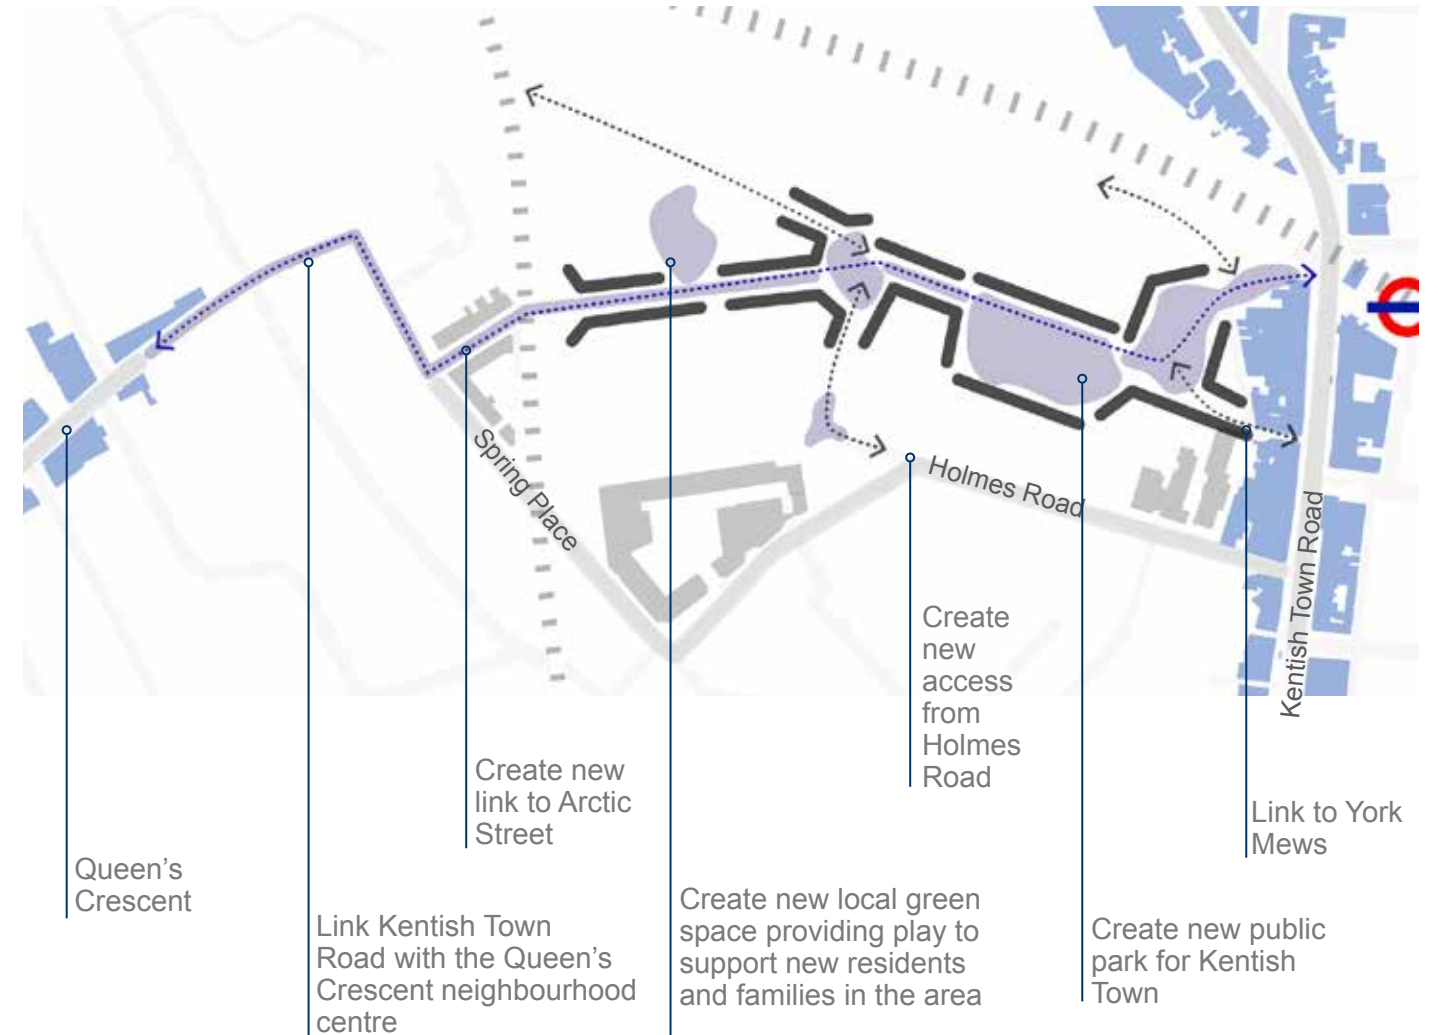 Spring Place
Holmes Road
Kentish Town Road
Create
new
access
from
Holmes
Road
Create new
link to Arctic
Street
Link to York
Mews
Queen's
Crescent
Link Kentish Town
Road with the Queen's
Crescent neighbourhood
centre
Create new local green
space providing play to
support new residents
and families in the area
Create new public
park for Kentish
Town